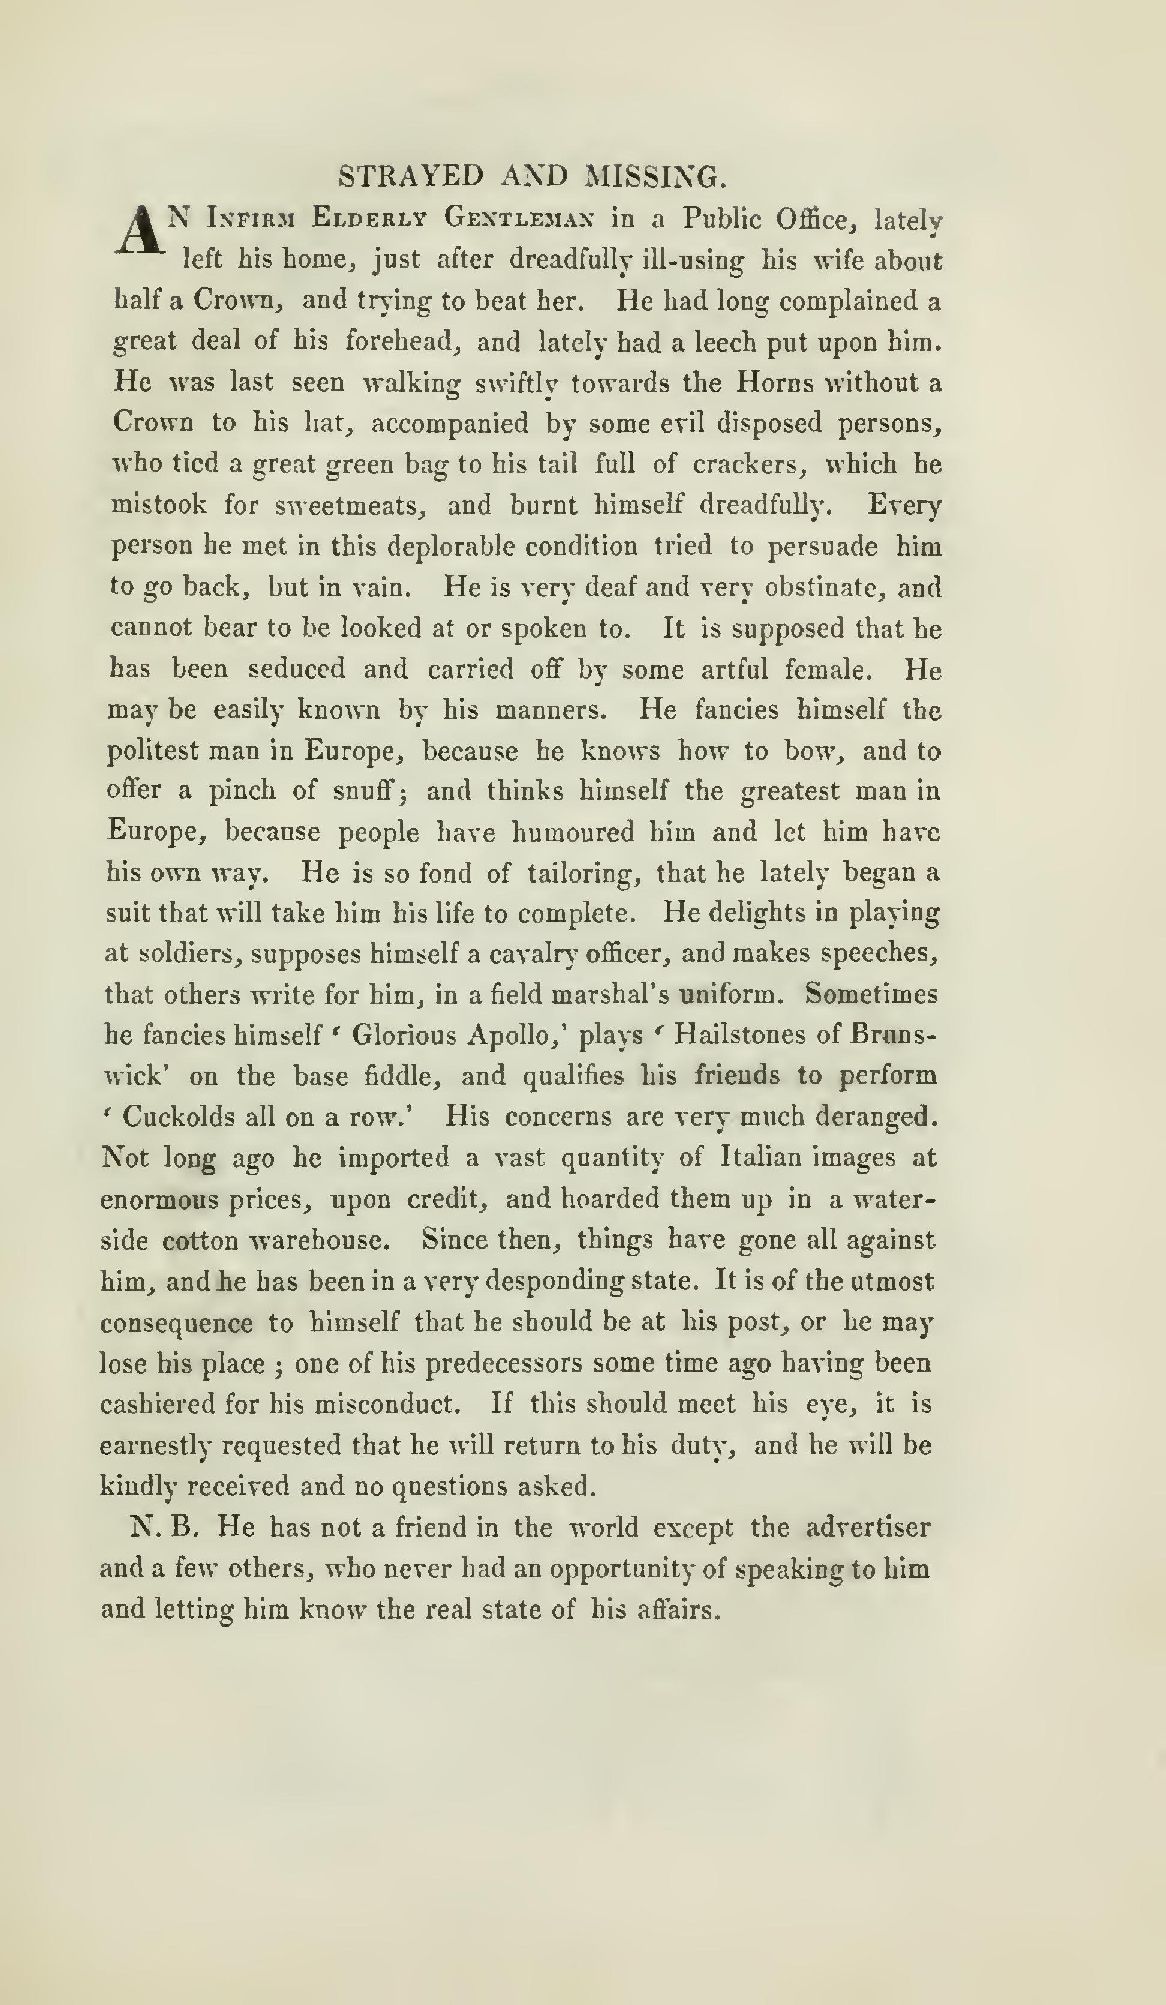 STRAYED AND MISSING.
AN INFIRM ELDERLY GENTLEMAN in a Public Office, lately
left his home, just after dreadfully ill-using his wife about
half a Crown, and trying to beat her. He had long complained a
great deal of his forehead, and lately had a leech put upon him.
He was last seen walking swiftly towards the Horns without a
Crown to his hat, accompanied by some evil disposed persons,
who tied a great green bag to his tail full of crackers, which he
mistook for sweetmeats, and burnt himself dreadfully. Every
person he met in this deplorable condition tried to persuade him
to go back, but in vain. He is very deaf and very obstinate, and
cannot bear to be looked at or spoken to. It is supposed that he
has been seduced and carried off by some artful female. He
may be easily known by his manners. He fancies himself the
politest man in Europe, because he knows how to bow, and to
offer a pinch of snuff; and thinks himself the greatest man in
Europe, because people have humoured him and let him have
his own way. He is so fond of tailoring, that he lately began a
suit that will take him his life to complete. He delights in playing
at soldiers, supposes himself a cavalry officer, and makes speeches,
that others write for him, in a field marshal's uniform. Sometimes
he fancies himself ‘ Glorious Apollo,’ plays ‘ Hailstones of Bruns-
wick’ on the base fiddle, and qualifies his friends to perform
‘ Cuckolds all on a row.’ His concerns are very much deranged.
Not long ago he imported a vast quantity of Italian images at
enormous prices, upon credit, and hoarded them up in a water-
side cotton warehouse. Since then, things have gone all against
him, and he has been in a very desponding state. It is of the utmost
consequence to himself that he should be at his post, or he may
lose his place ; one of his predecessors some time ago having been
cashiered for his misconduct. If this should meet his eye, it is
earnestly requested that he will return to his duty, and he will be
kindly received and no questions asked.
N. B. He has not a friend in the world except the advertiser
and a few others, who never had an opportunity of speaking to him
and letting him know the real state of his affairs.